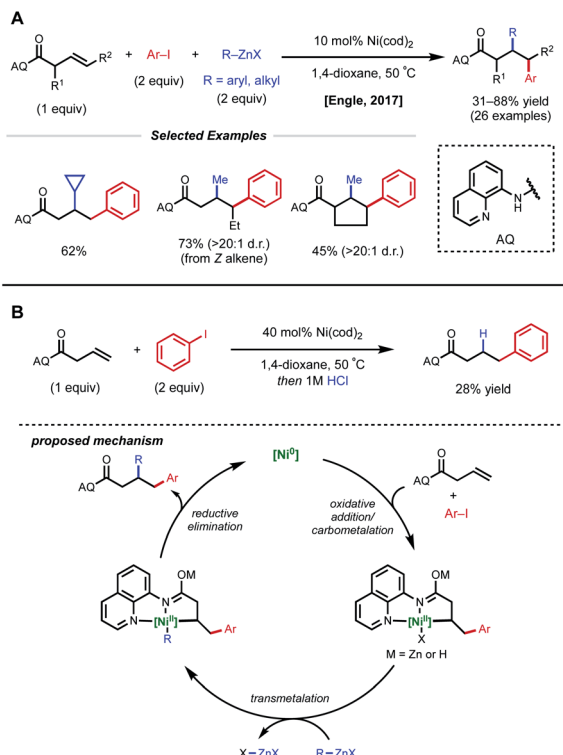 A
O
AQ
R¹
R²
+
Ar–I
+
R–ZnX
(1 equiv)
(2 equiv)
R = aryl, alkyl
(2 equiv)
10 mol% Ni(cod)₂
1,4-dioxane, 50 ˚C
[Engle, 2017]
O
R
AQ
R²
R¹
Ar
31–88% yield
(26 examples)
Selected Examples
O
AQ
62%
O
Me
AQ
Et
73% (>20:1 d.r.)
(from Z alkene)
O
Me
AQ
45% (>20:1 d.r.)
N
NH
AQ
B
O
AQ
(1 equiv)
+
I
(2 equiv)
40 mol% Ni(cod)₂
1,4-dioxane, 50 ˚C
then 1M HCl
O
H
AQ
28% yield
proposed mechanism
O
R
AQ
Ar
reductive
elimination
[Ni⁰]
oxidative
addition/
carbometalation
O
AQ
+
Ar–I
OM
N
N
[Niᴵᴵ]
R
Ar
OM
N
N
[Niᴵᴵ]
X
Ar
M = Zn or H
transmetalation
X–ZnX
R–ZnX